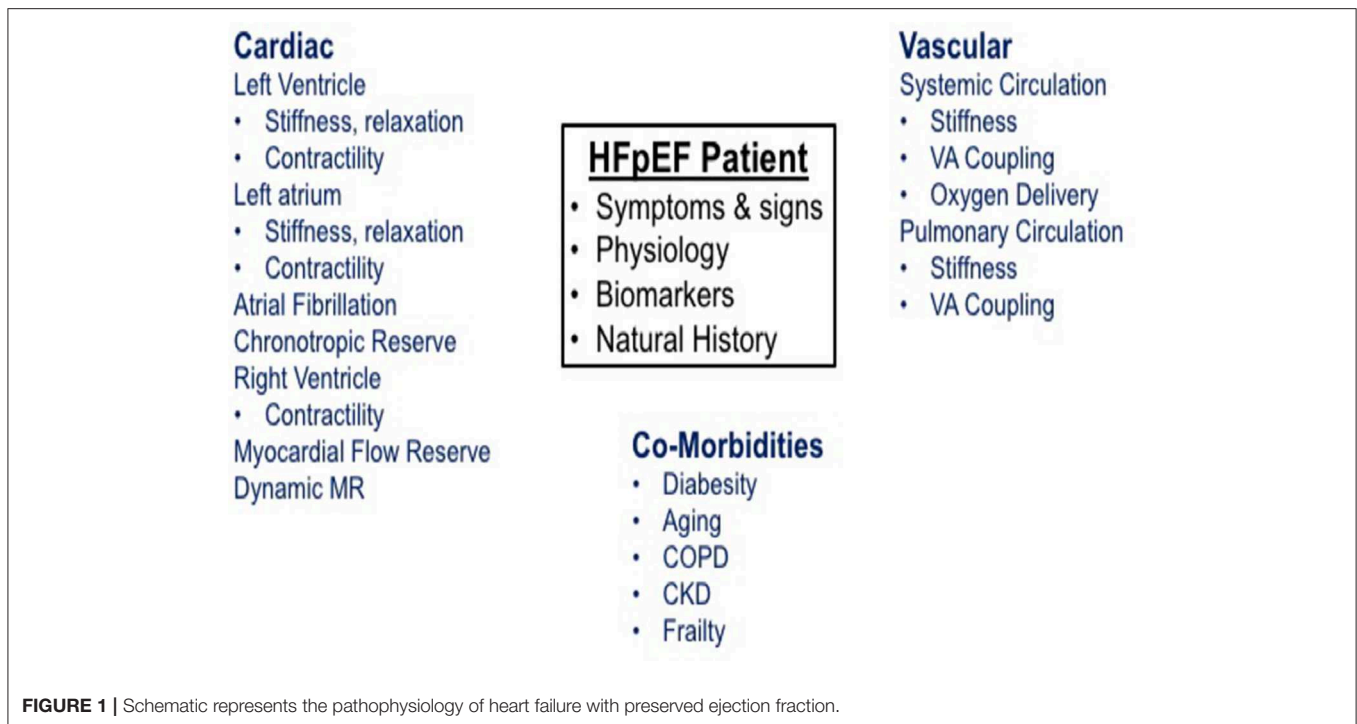 Cardiac
Left Ventricle
• Stiffness, relaxation
• Contractility
Left atrium
• Stiffness, relaxation
• Contractility
Atrial Fibrillation
Chronotropic Reserve
Right Ventricle
• Contractility
Myocardial Flow Reserve
Dynamic MR
HFpEF Patient
• Symptoms & signs
• Physiology
• Biomarkers
• Natural History
Vascular
Systemic Circulation
• Stiffness
• VA Coupling
• Oxygen Delivery
Pulmonary Circulation
• Stiffness
• VA Coupling
Co-Morbidities
• Diabesity
• Aging
• COPD
• CKD
• Frailty
FIGURE 1 | Schematic represents the pathophysiology of heart failure with preserved ejection fraction.